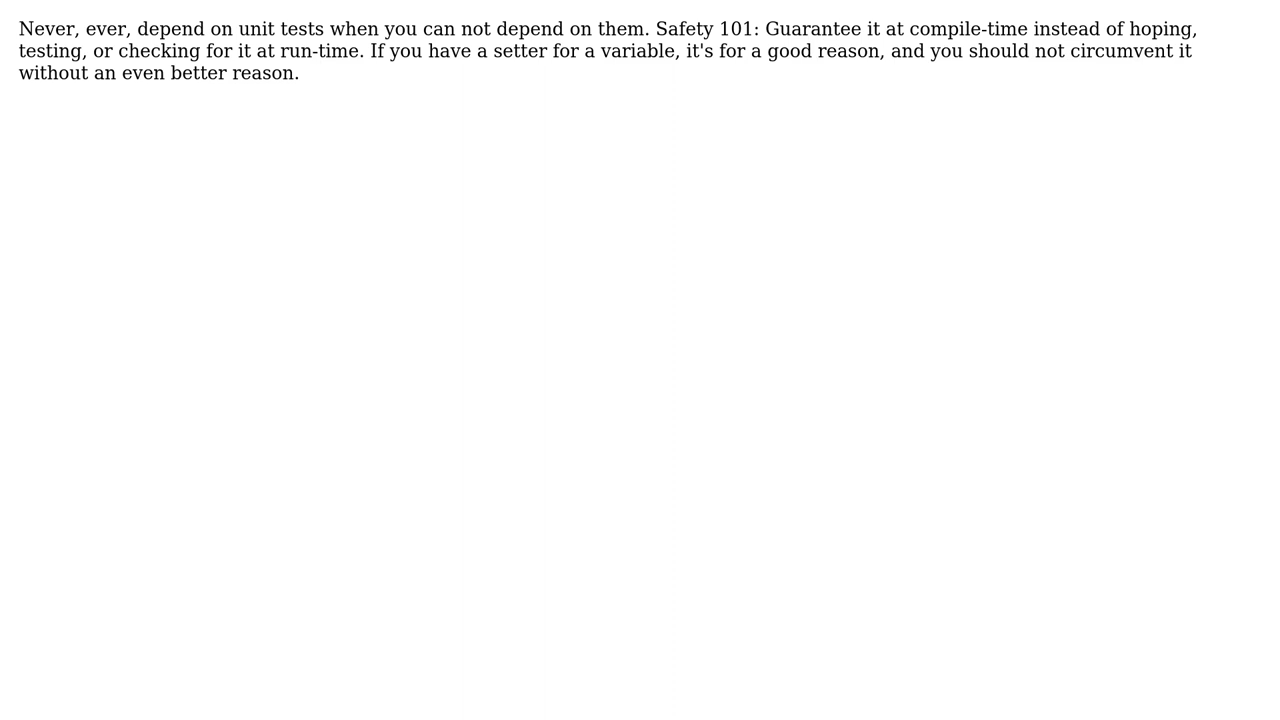 Never, ever, depend on unit tests when you can not depend on them. Safety 101: Guarantee it at compile-time instead of hoping,
testing, or checking for it at run-time. If you have a setter for a variable, it's for a good reason, and you should not circumvent it
without an even better reason.